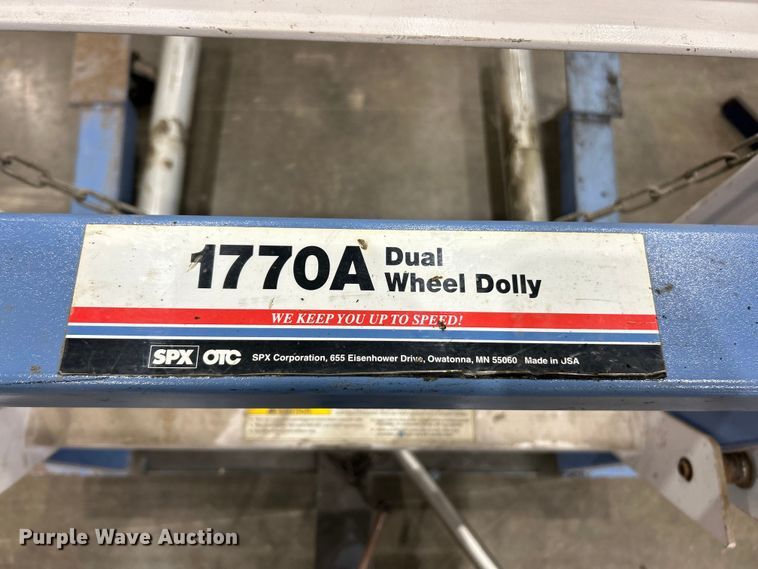 1770A Dual
Wheel Dolly
WE KEEP YOU UP TO SPEED!
SPX OTC SPX Corporation, 655 Eisenhower Drive, Owatonna, MN 55060 Made in USA
Purple Wave Auction